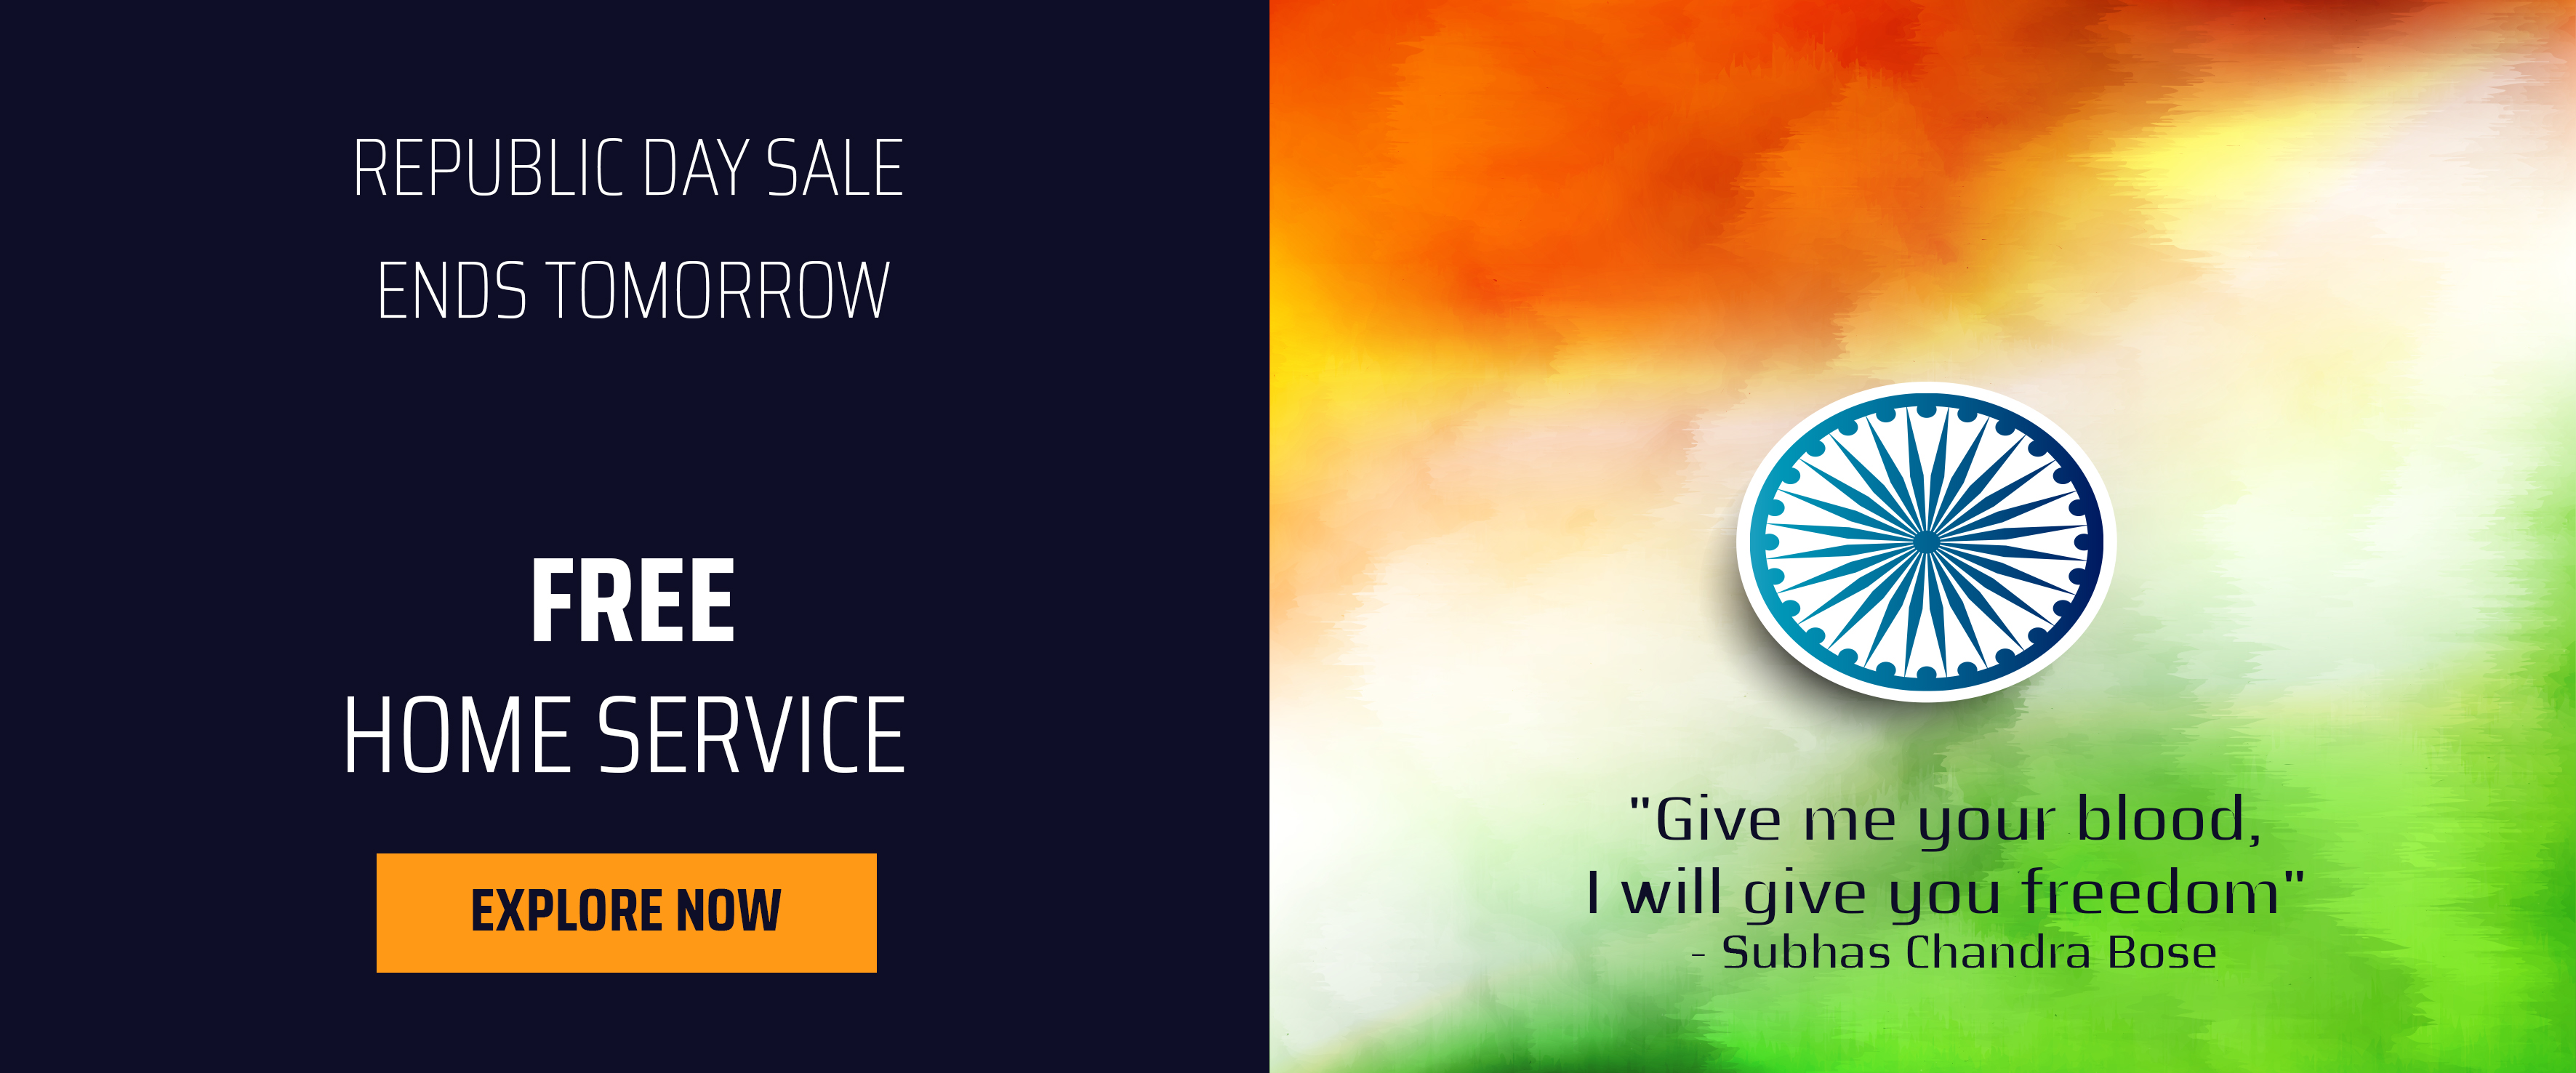 REPUBLIC DAY SALE
ENDS TOMORROW
FREE
HOME SERVICE
EXPLORE NOW
"Give me your blood,
I will give you freedom"
- Subhas Chandra Bose